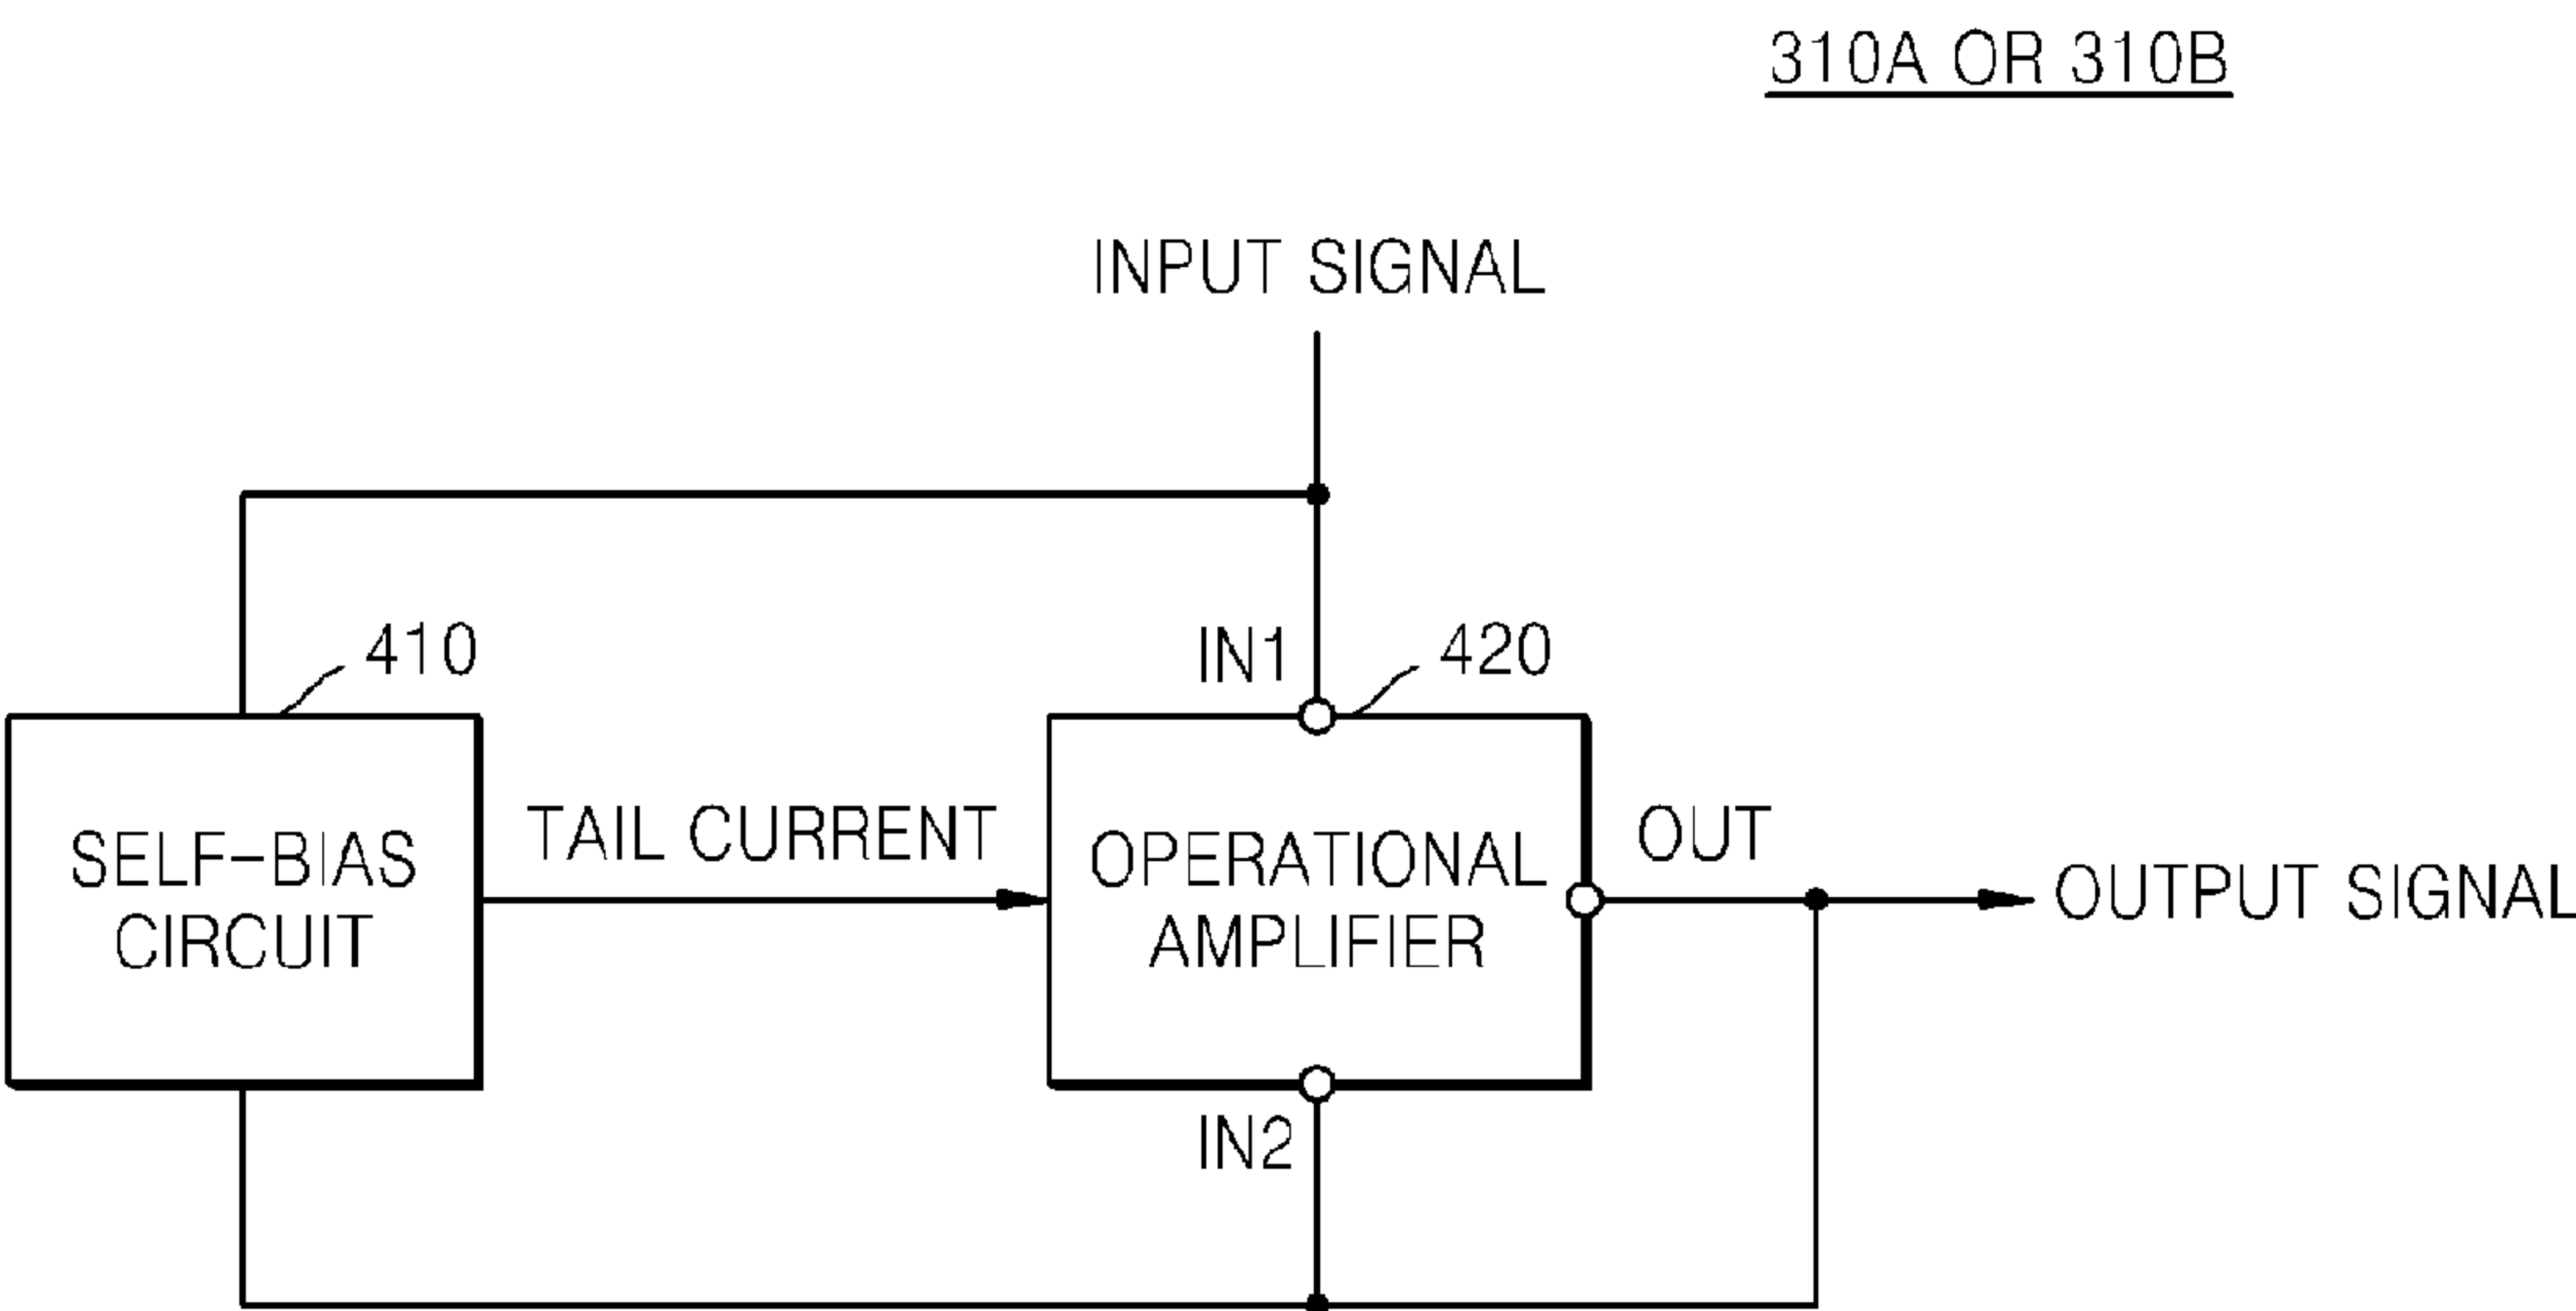 310A OR 310B
INPUT SIGNAL
410
IN1
420
SELF-BIAS
CIRCUIT
TAIL CURRENT
OPERATIONAL
AMPLIFIER
OUT
OUTPUT SIGNAL
IN2